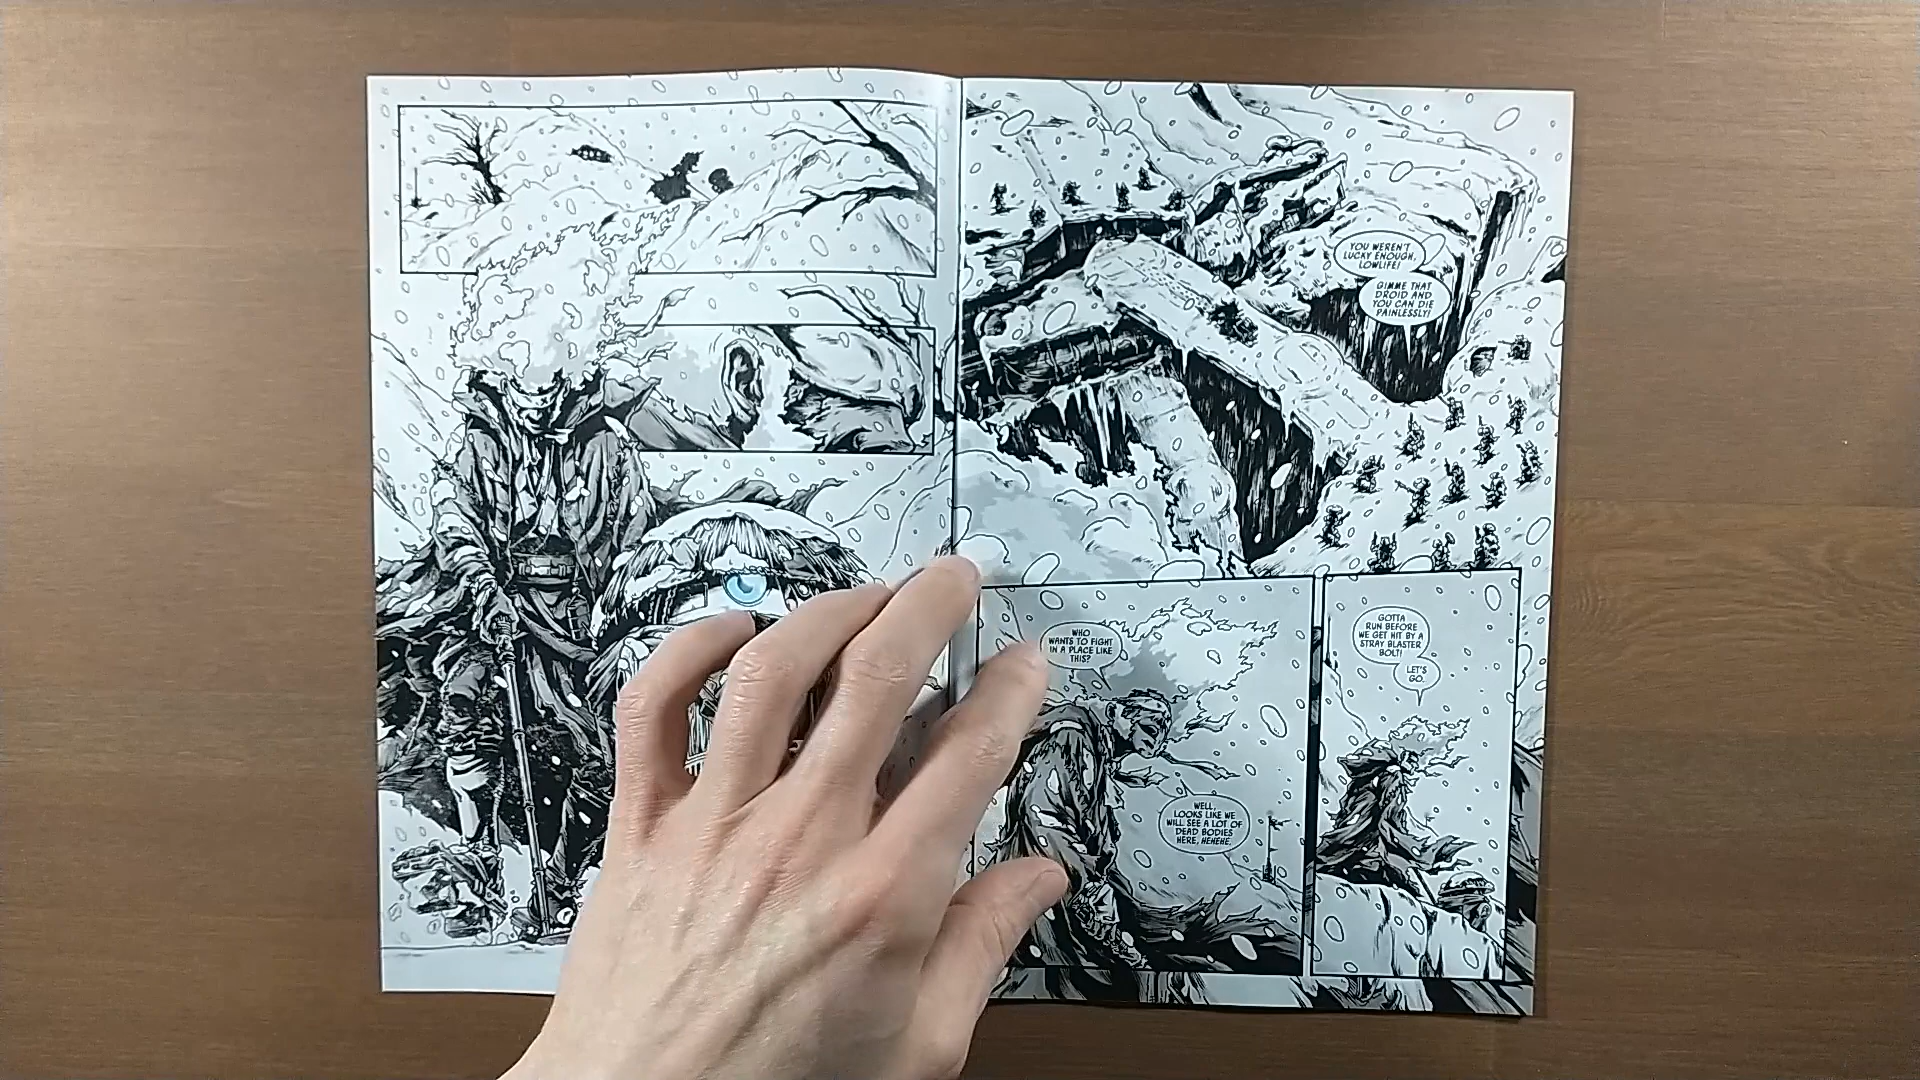 YOU WEREN'T
LUCKY ENOUGH,
LOWLIFE!
GIMME THAT
DROID AND
YOU CAN DIE
PAINLESSLY!
WHO
WANTS TO FIGHT
IN A PLACE LIKE
THIS?
WELL,
LOOKS LIKE WE
WILL SEE A LOT OF
DEAD BODIES
HERE, HEHEHE.
GOTTA
RUN BEFORE
WE GET HIT BY A
STRAY BLASTER
BOLT!
LET'S
GO.